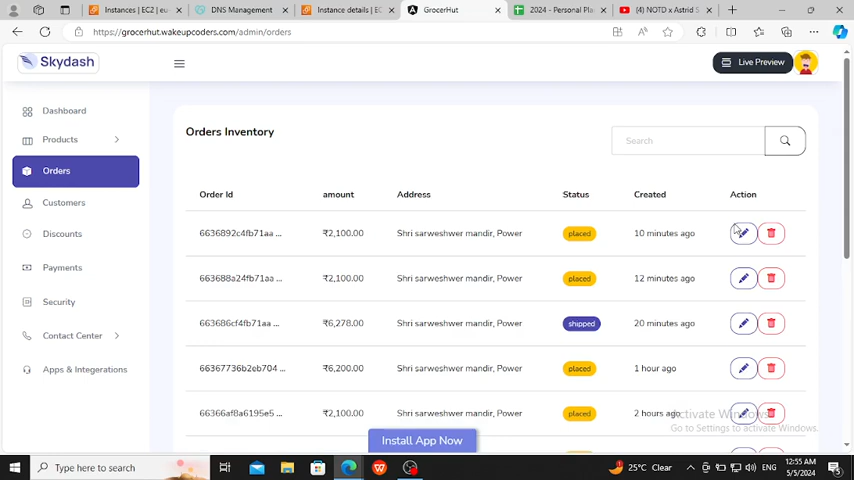 Instances | EC2 | eu-
DNS Management
Instance details | EC
GrocerHut
2024 - Personal Pla
(4) NOTD x Astrid S
https://grocerhut.wakeupcoders.com/admin/orders
Skydash
Live Preview
Dashboard
Products
Orders
Customers
Discounts
Payments
Security
Contact Center
Apps & Integerations
Orders Inventory
Search
Order Id amount Address Status Created Action
6636892c4fb71aa ... ₹2,100.00 Shri sarweshwer mandir, Power placed 10 minutes ago
663688a24fb71aa ... ₹2,100.00 Shri sarweshwer mandir, Power placed 12 minutes ago
663686cf4fb71aa ... ₹6,278.00 Shri sarweshwer mandir, Power shipped 20 minutes ago
66367736b2eb704 ... ₹6,200.00 Shri sarweshwer mandir, Power placed 1 hour ago
66366af8a6195e5 ... ₹2,100.00 Shri sarweshwer mandir, Power placed 2 hours ago
Activate Windows
Go to Settings to activate Windows.
Install App Now
Type here to search
25°C Clear
ENG
12:55 AM
5/5/2024
5